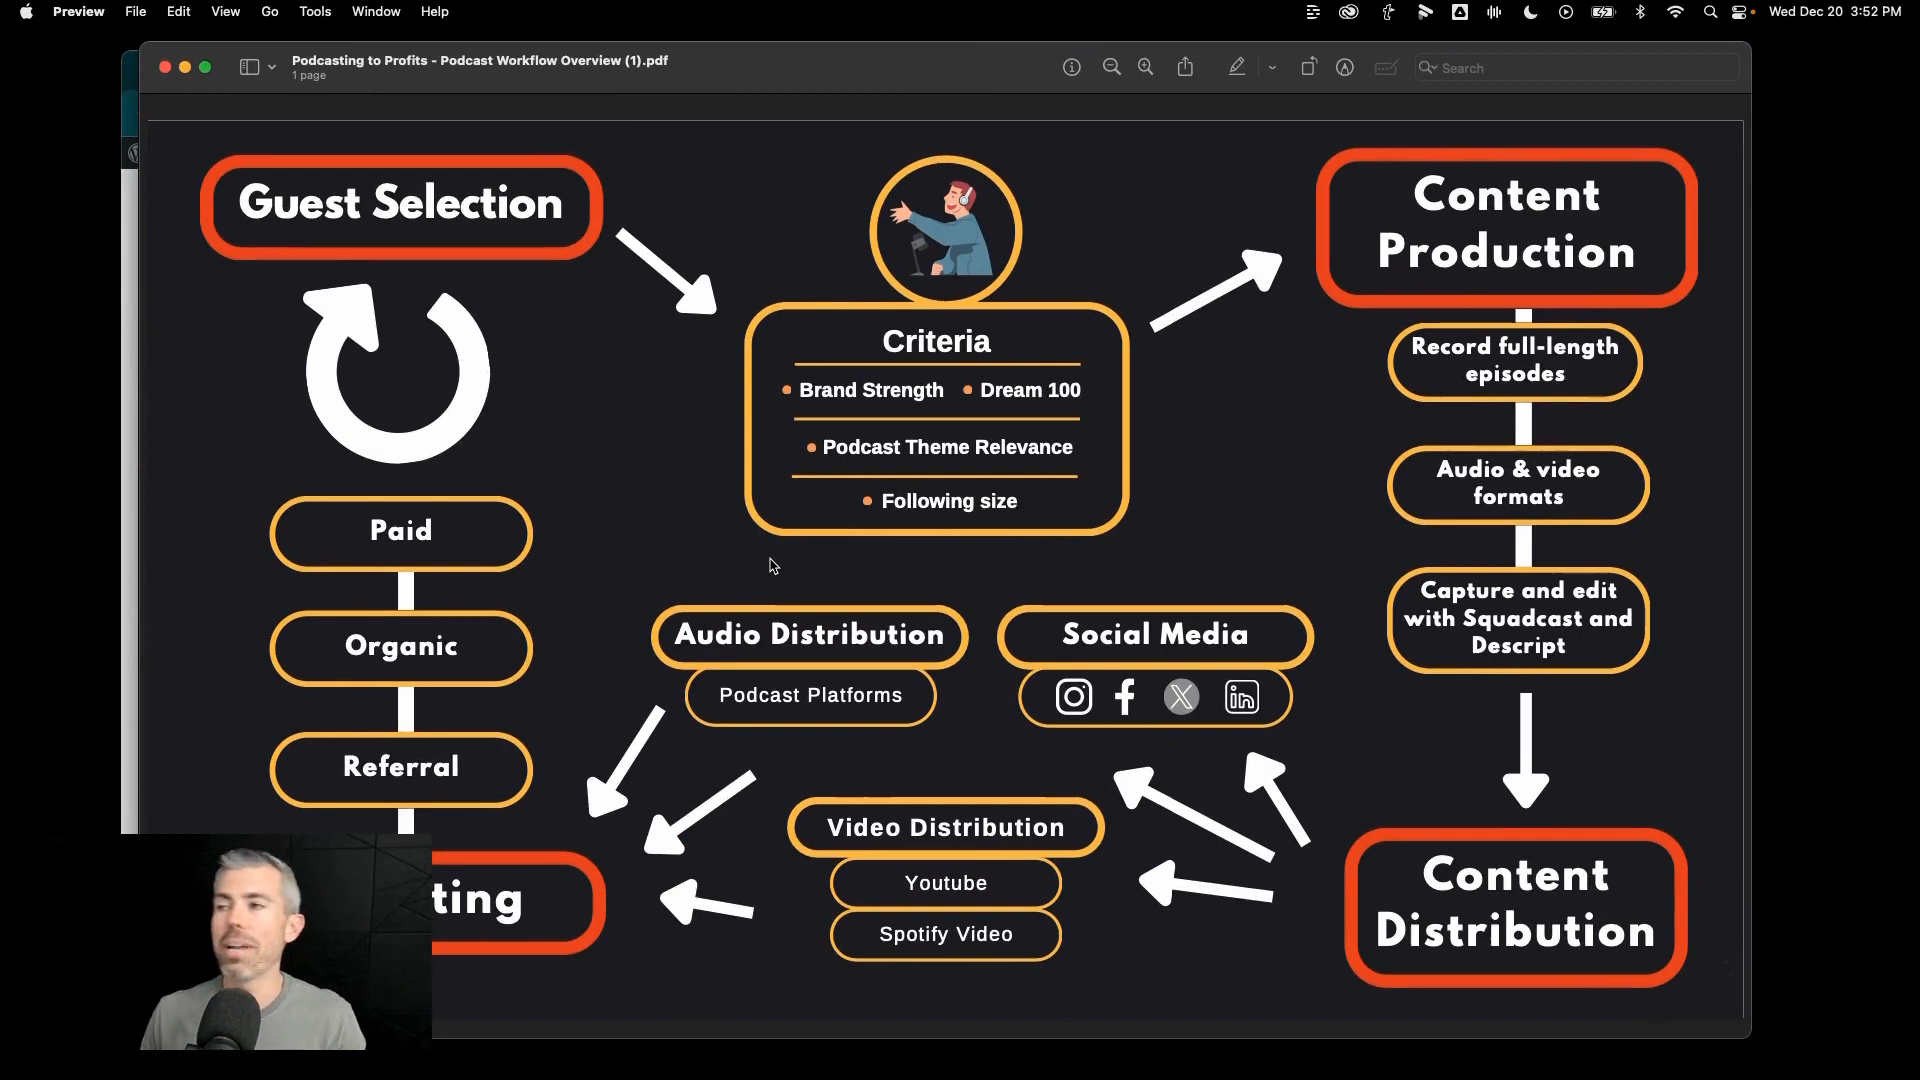 Preview File Edit View Go Tools Window Help
Wed Dec 20 3:52 PM
Podcasting to Profits - Podcast Workflow Overview (1).pdf
1 page
Search
Guest Selection
Content
Production
Criteria
Brand Strength
Dream 100
Podcast Theme Relevance
Following size
Record full-length
episodes
Audio & video
formats
Capture and edit
with Squadcast and
Descript
Paid
Organic
Referral
Audio Distribution
Podcast Platforms
Social Media
Video Distribution
Youtube
Spotify Video
ting
Content
Distribution